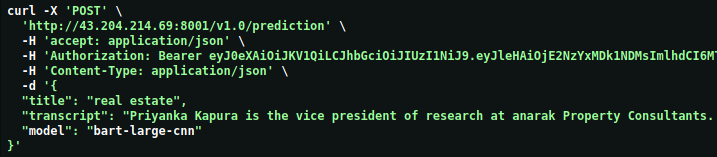 curl -X 'POST' \
'http://43.204.214.69:8001/v1.0/prediction' \
-H 'accept: application/json' \
-H 'Authorization: Bearer eyJ0eXAiOiJKV1QiLCJhbGciOiJIUzI1NiJ9.eyJleHAiOjE2NzYxMDk1NDMsImlhdCI6MT
-H 'Content-Type: application/json' \
-d '{
"title": "real estate",
"transcript": "Priyanka Kapura is the vice president of research at anarak Property Consultants.
"model": "bart-large-cnn"
}'